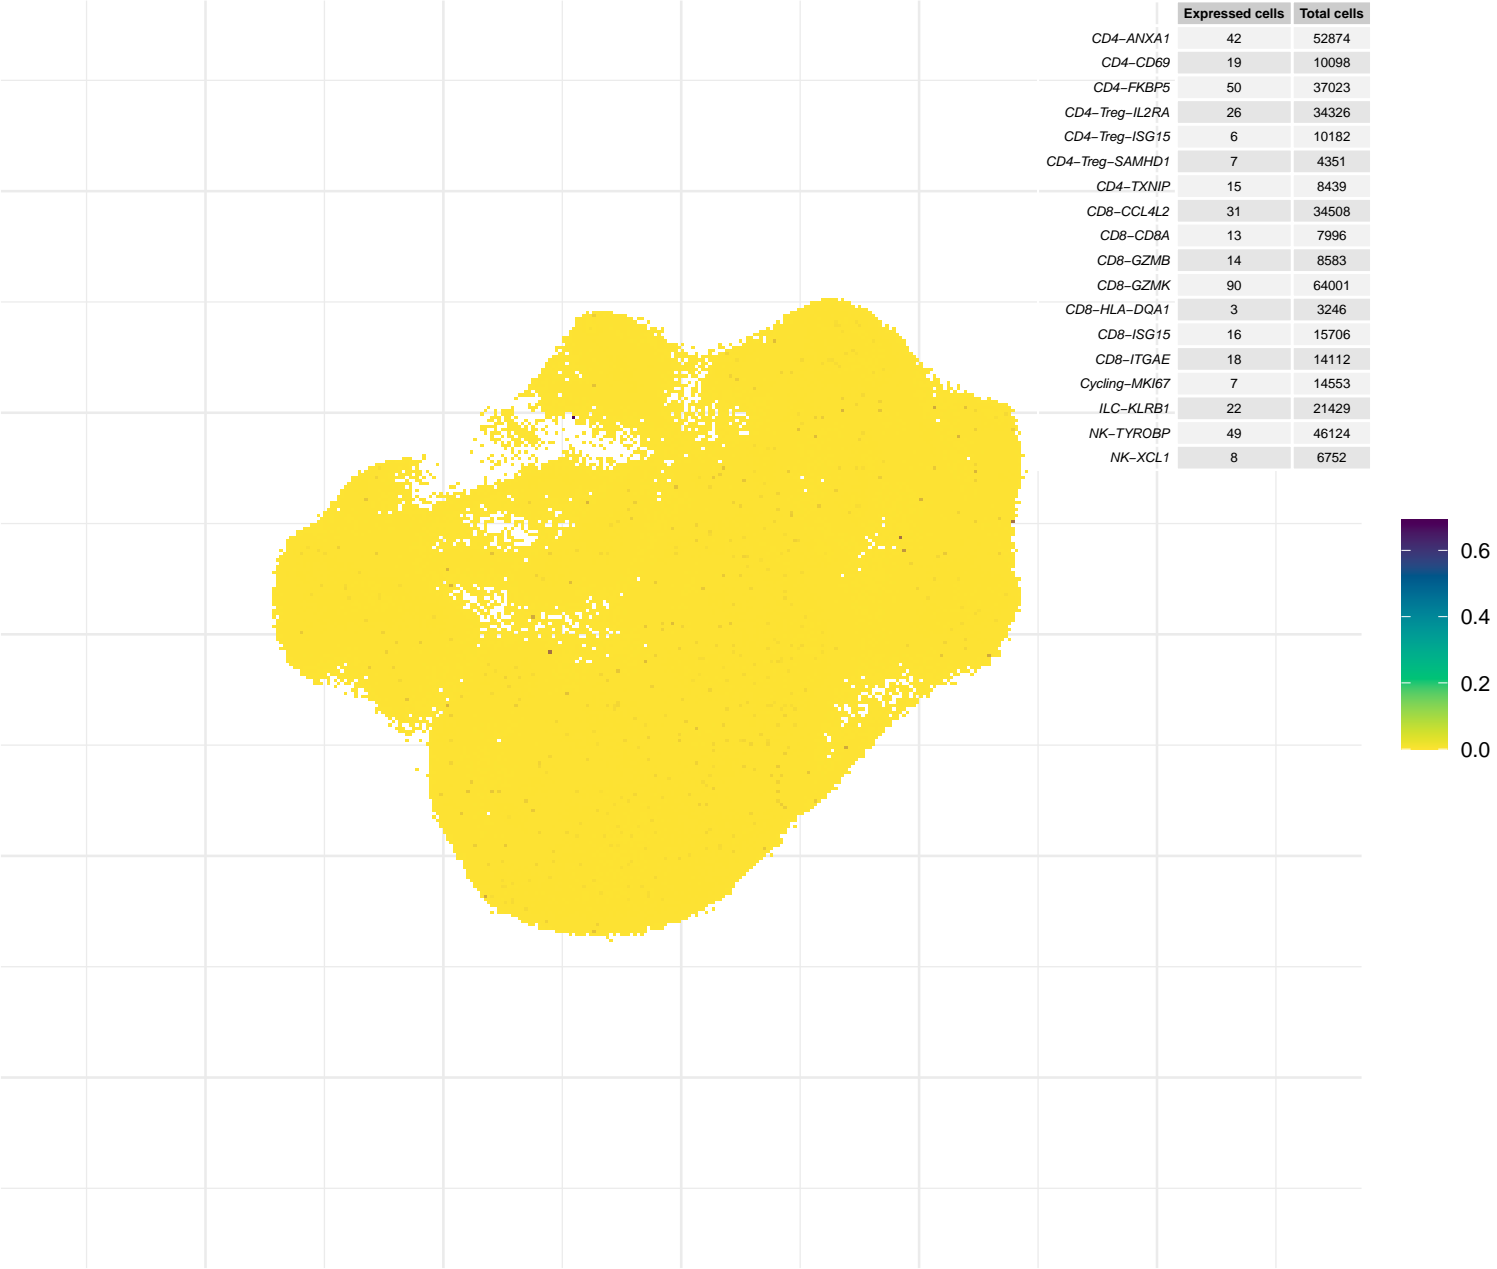 Expressed cells Total cells
CD4−ANXA1 42 52874
CD4−CD69 19 10098
CD4−FKBP5 50 37023
CD4−Treg−IL2RA 26 34326
CD4−Treg−ISG15 6 10182
CD4−Treg−SAMHD1 7 4351
CD4−TXNIP 15 8439
CD8−CCL4L2 31 34508
CD8−CD8A 13 7996
CD8−GZMB 14 8583
CD8−GZMK 90 64001
CD8−HLA−DQA1 3 3246
CD8−ISG15 16 15706
CD8−ITGAE 18 14112
Cycling−MKI67 7 14553
ILC−KLRB1 22 21429
NK−TYROBP 49 46124
NK−XCL1 8 6752
0.6
0.4
0.2
0.0